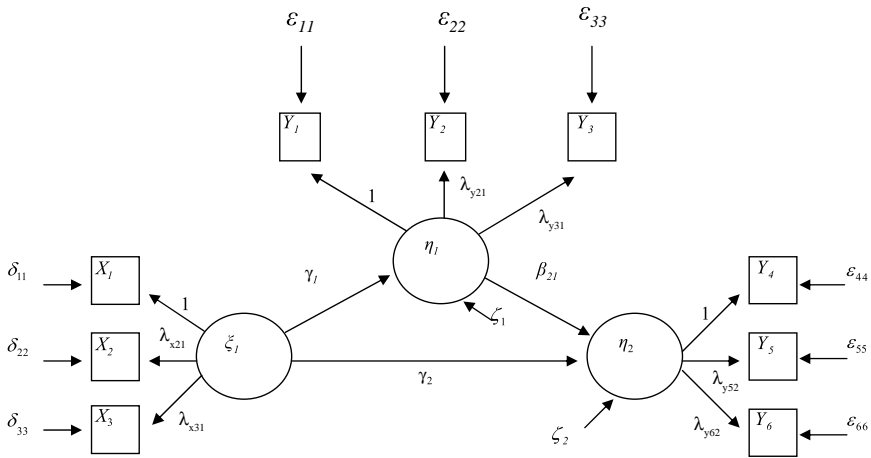 ε11 ε22 ε33
Y1 Y2 Y3
1 λy21 λy31
η1
γ1 β21
ζ1
δ11 X1
1
δ22 X2 λx21
δ33 X3 λx31
ξ1
γ2
η2
ζ2
1 Y4 ε44
λy52 Y5 ε55
λy62 Y6 ε66